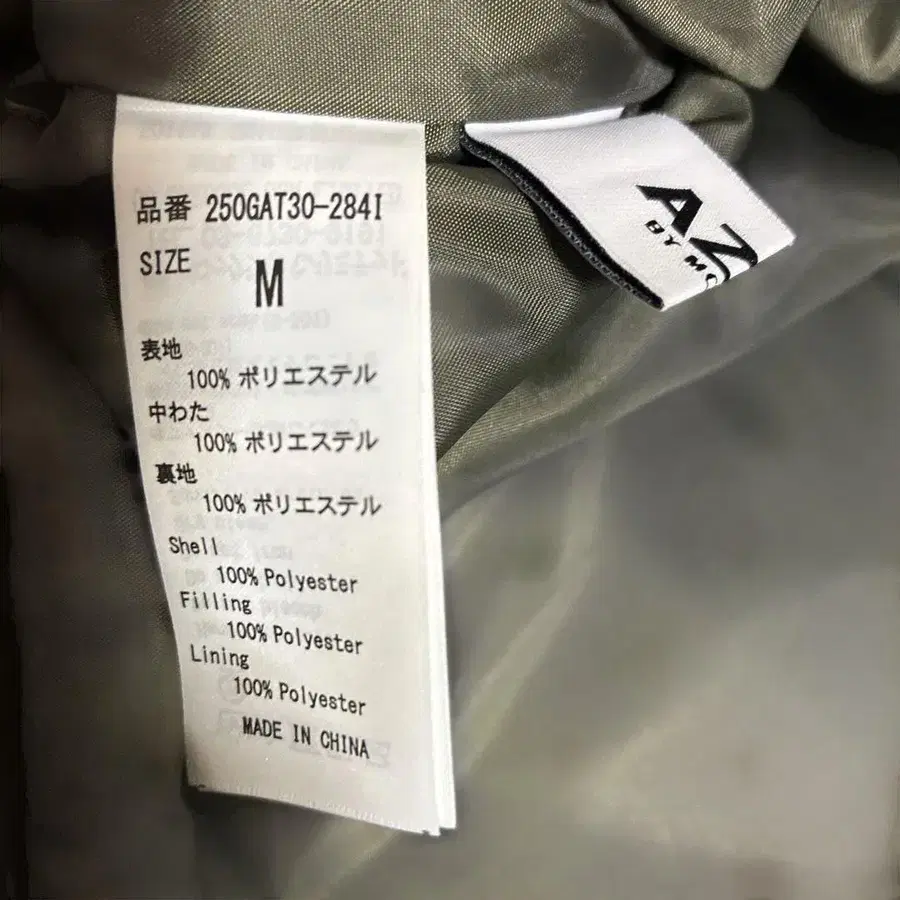 品番 250GAT30-284I
SIZE
M
表地
100% ポリエステル
中わた
100% ポリエステル
裏地
100% ポリエステル
Shell
100% Polyester
Filling
100% Polyester
Lining
100% Polyester
MADE IN CHINA
AZ
BY MO